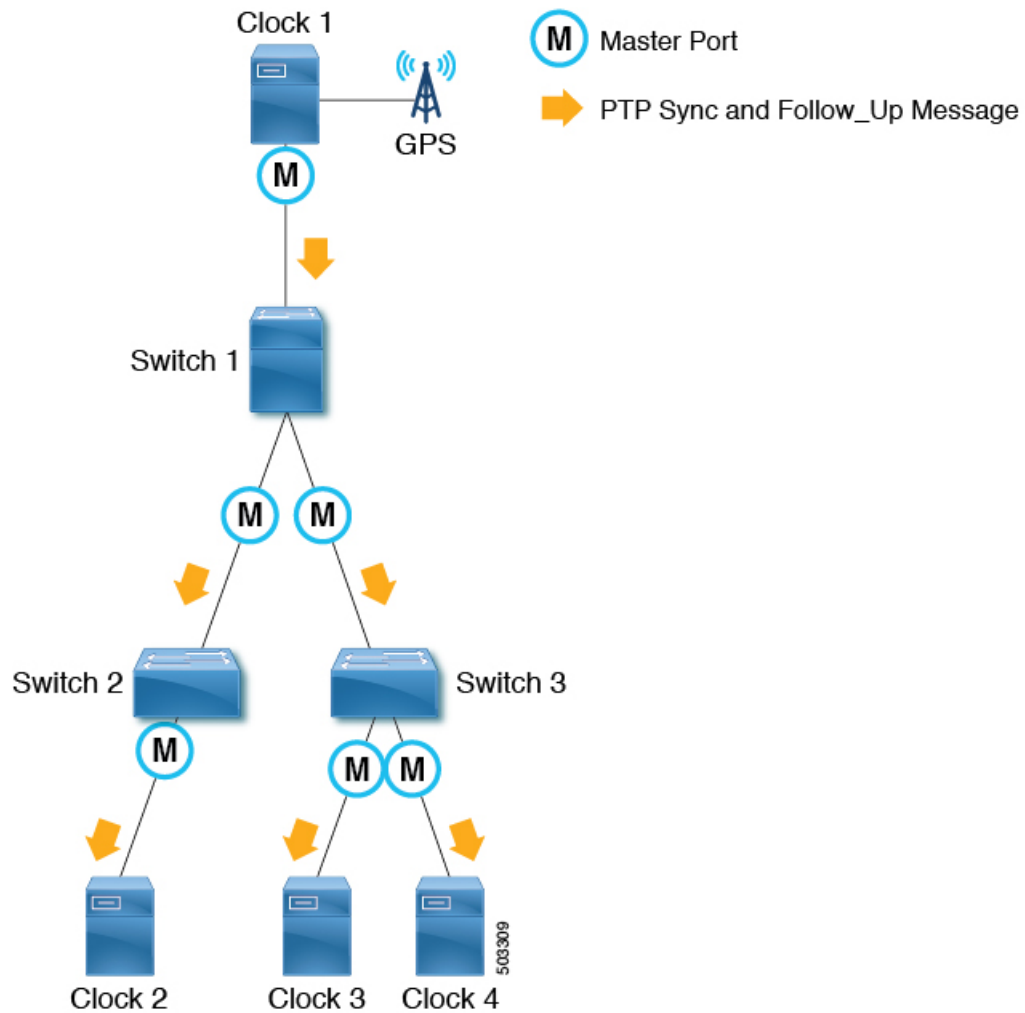 Clock 1
M
Master Port
PTP Sync and Follow_Up Message
GPS
M
Switch 1
M
M
Switch 2
Switch 3
M
M
M
503309
Clock 2
Clock 3
Clock 4